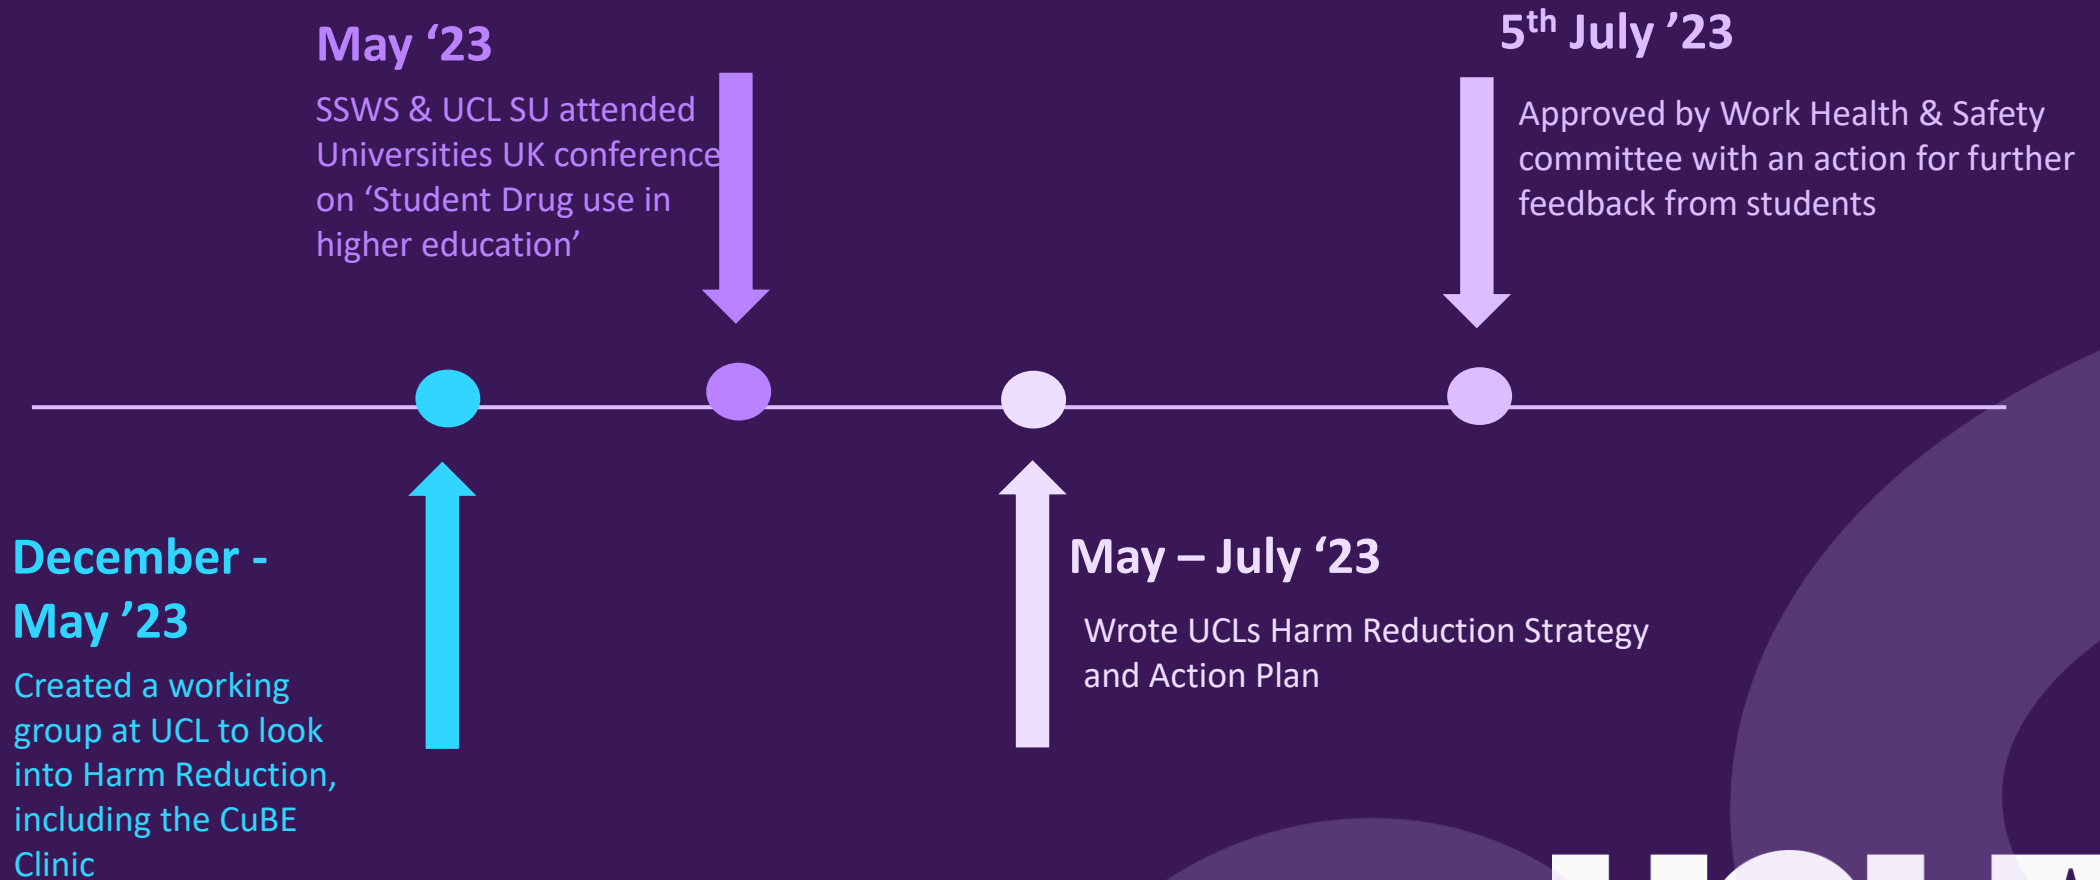 May ‘23
SSWS & UCL SU attended
Universities UK conference
on ‘Student Drug use in
higher education’
5th July ’23
Approved by Work Health & Safety
committee with an action for further
feedback from students
December -
May ’23
Created a working
group at UCL to look
into Harm Reduction,
including the CuBE
Clinic
May – July ‘23
Wrote UCLs Harm Reduction Strategy
and Action Plan